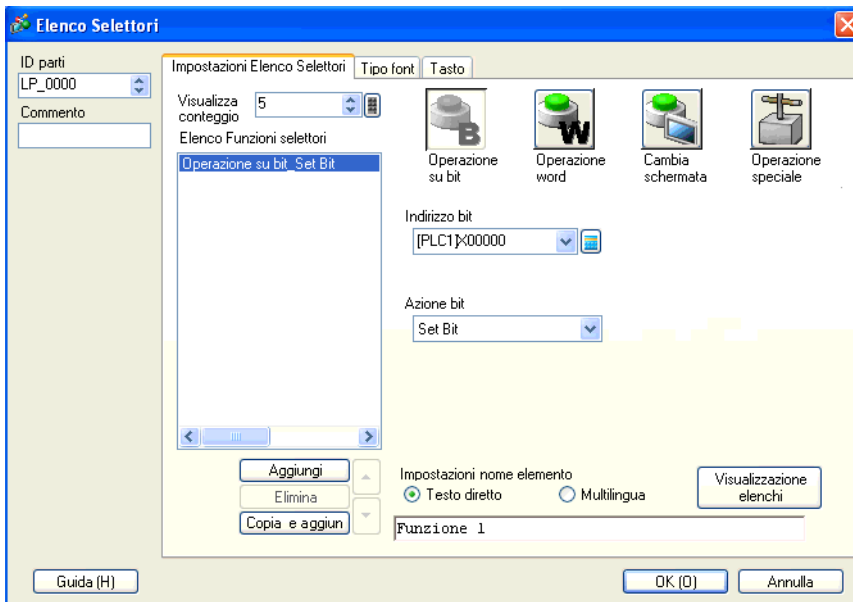 Elenco Selettori
ID parti
LP_0000
Commento
Impostazioni Elenco Selettori
Tipo font
Tasto
Visualizza
conteggio
5
Elenco Funzioni selettori
Operazione su bit_Set Bit
B
Operazione
su bit
W
Operazione
word
Cambia
schermata
Operazione
speciale
Indirizzo bit
[PLC1]X00000
Azione bit
Set Bit
Aggiungi
Elimina
Copia e aggiun
Impostazioni nome elemento
Testo diretto
Multilingua
Visualizzazione
elenchi
Funzione 1
Guida (H)
OK (O)
Annulla